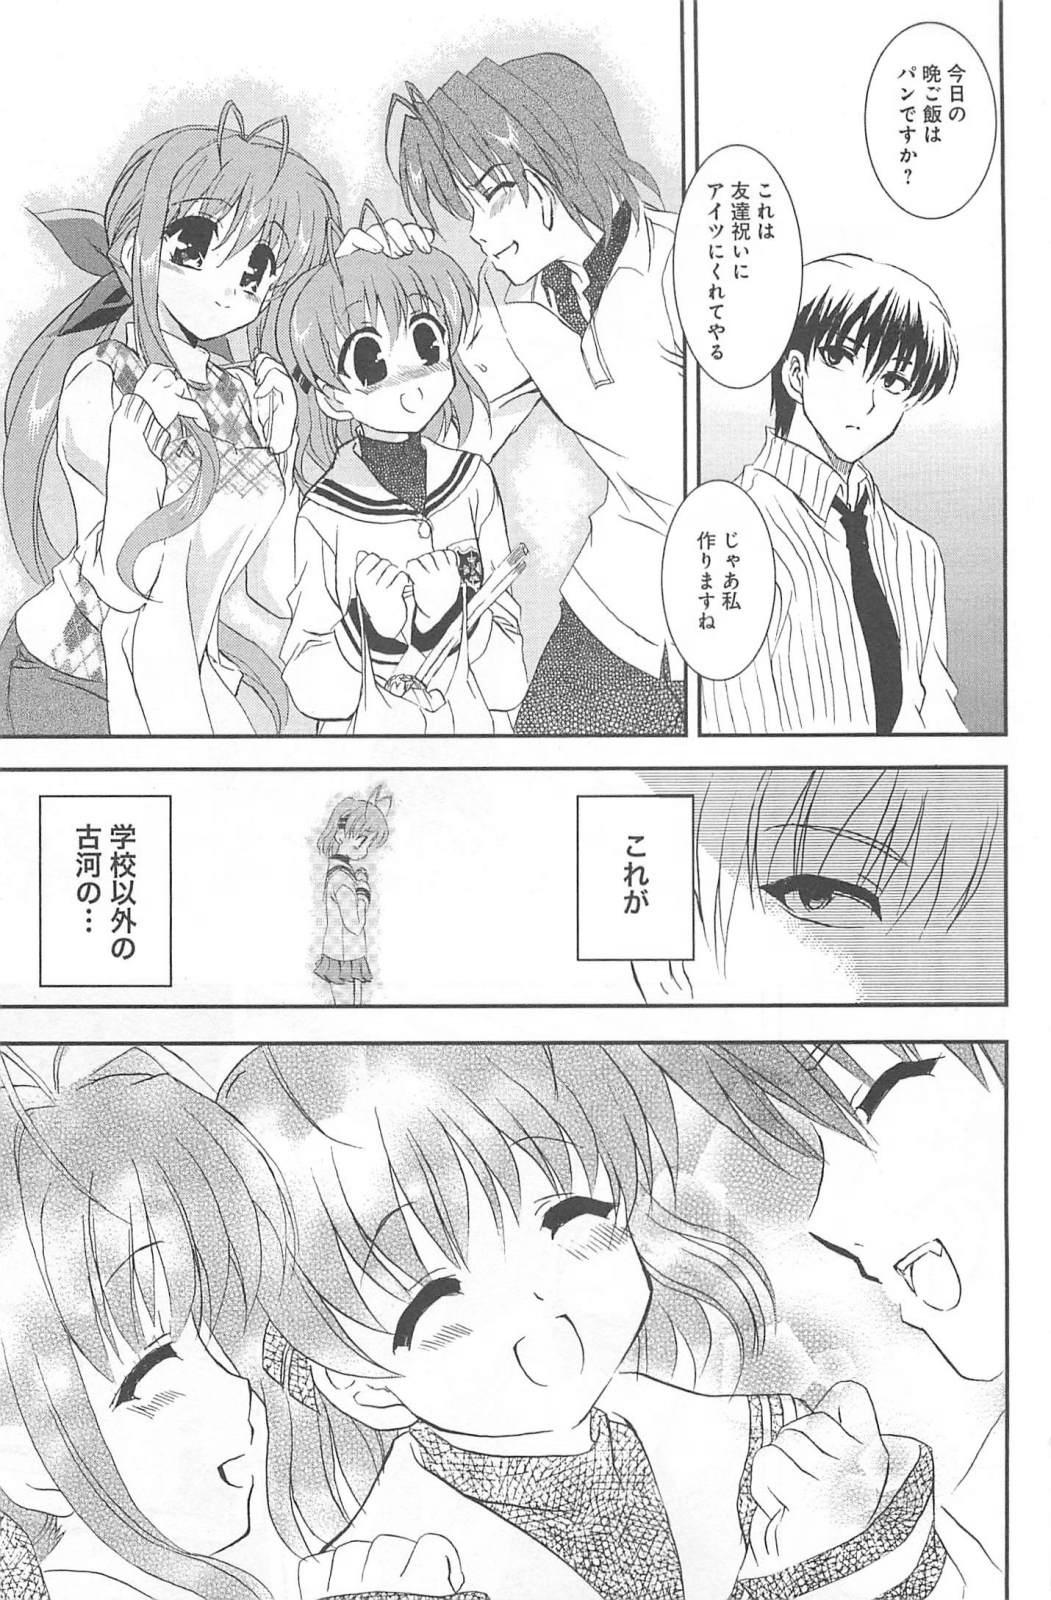 今日の
晩ご飯は
パンですか?
これは
友達祝いに
アイツにくれてやる
じゃあ私
作りますね
これが
学校以外の
古河の…